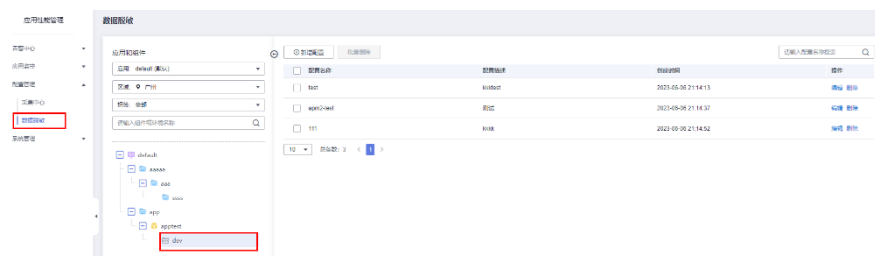 应用性能管理
数据脱敏
告警中心
应用监控
配置管理
采集中心
数据脱敏
系统管理
应用和组件
应用 default (默认)
区域 广州
标签 全部
请输入组件或环境名称
default
aaaaa
aaa
app
apptest
dev
新增配置
批量删除
请输入配置名称搜索
配置名称 配置描述 创建时间 操作
test 2023-06-06 21:14:13 编辑 删除
apm2-test 测试 2023-06-06 21:14:37 编辑 删除
111 2023-06-06 21:14:52 编辑 删除
10 总条数: 3 < 1 >